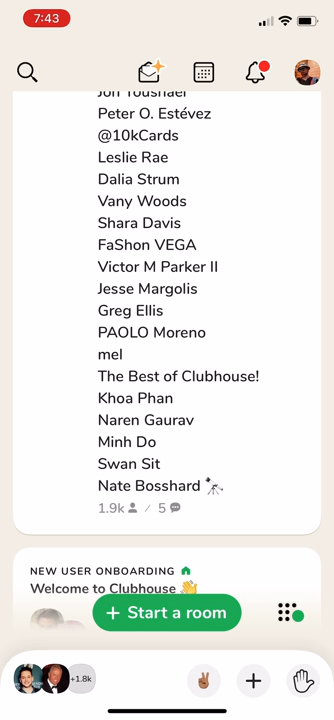 7:43
Jon Youshaei
Peter O. Estévez
@10kCards
Leslie Rae
Dalia Strum
Vany Woods
Shara Davis
FaShon VEGA
Victor M Parker II
Jesse Margolis
Greg Ellis
PAOLO Moreno
mel
The Best of Clubhouse!
Khoa Phan
Naren Gaurav
Minh Do
Swan Sit
Nate Bosshard 🔭
1.9k / 5
NEW USER ONBOARDING
Welcome to Clubhouse 👋
+ Start a room
+1.8k